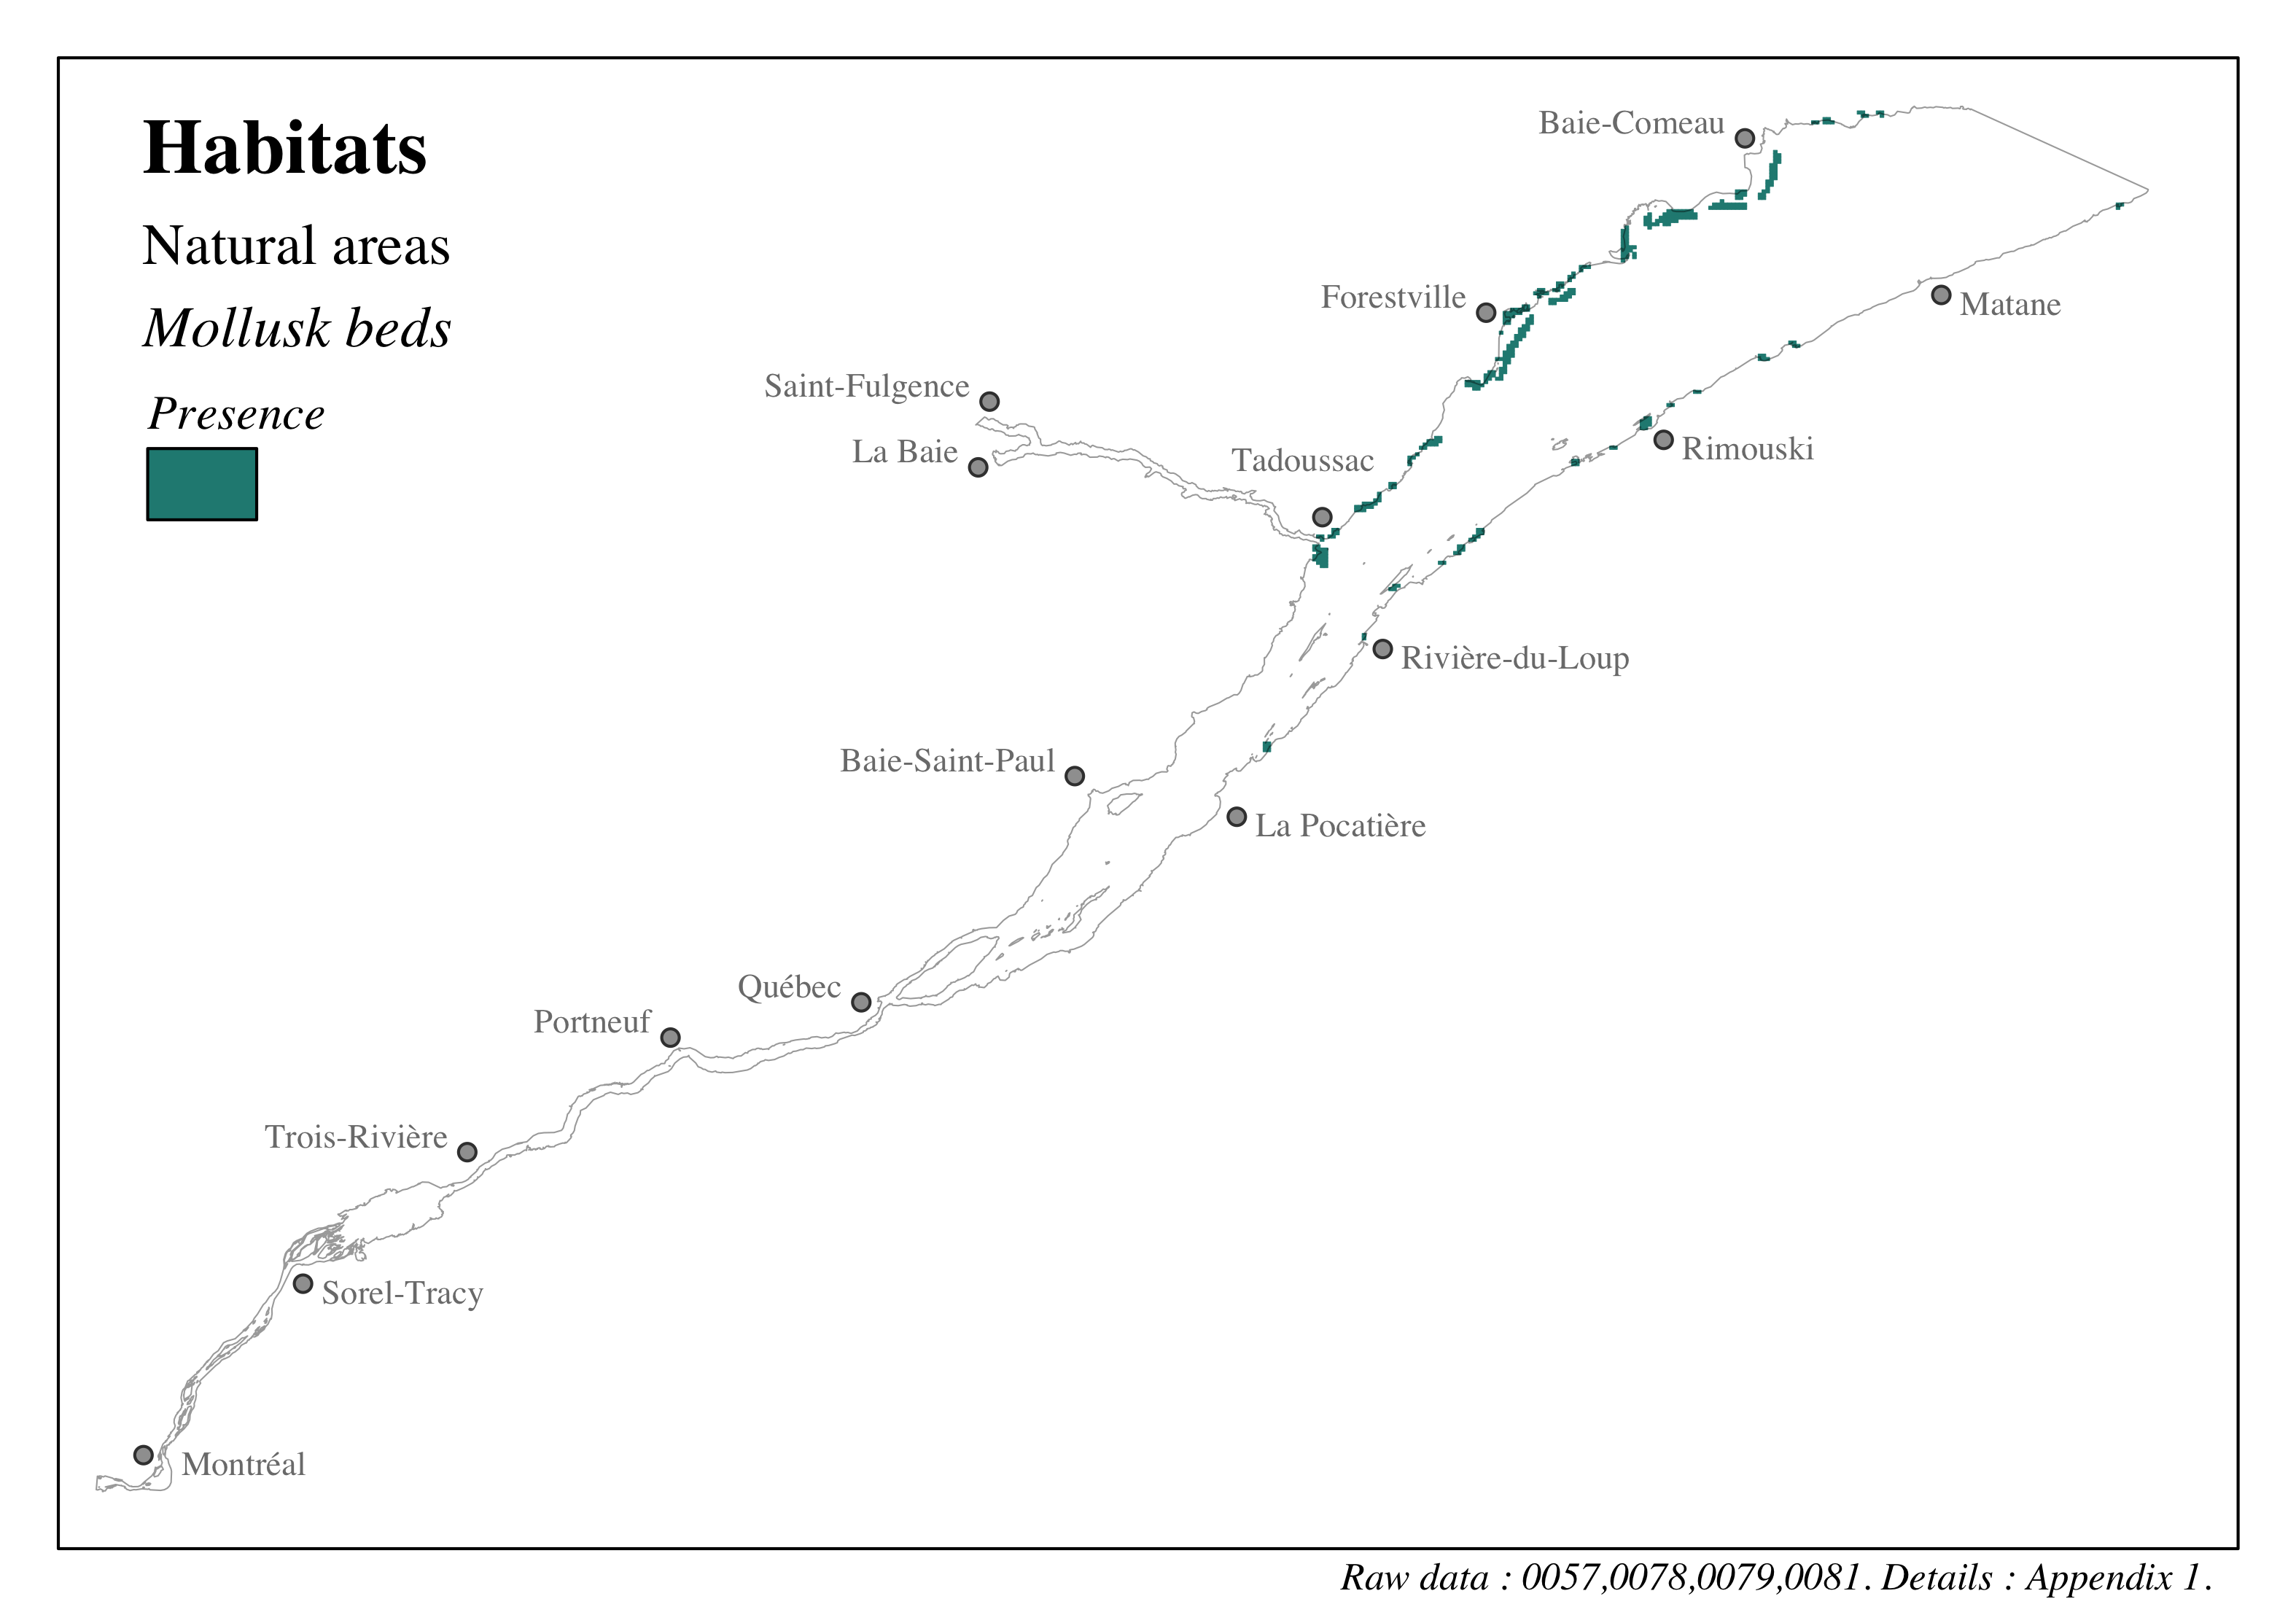 Habitats
Natural areas
Mollusk beds
Presence
Baie-Comeau
Forestville
Matane
Saint-Fulgence
La Baie
Tadoussac
Rimouski
Rivière-du-Loup
Baie-Saint-Paul
La Pocatière
Québec
Portneuf
Trois-Rivière
Sorel-Tracy
Montréal
Raw data : 0057,0078,0079,0081. Details : Appendix 1.